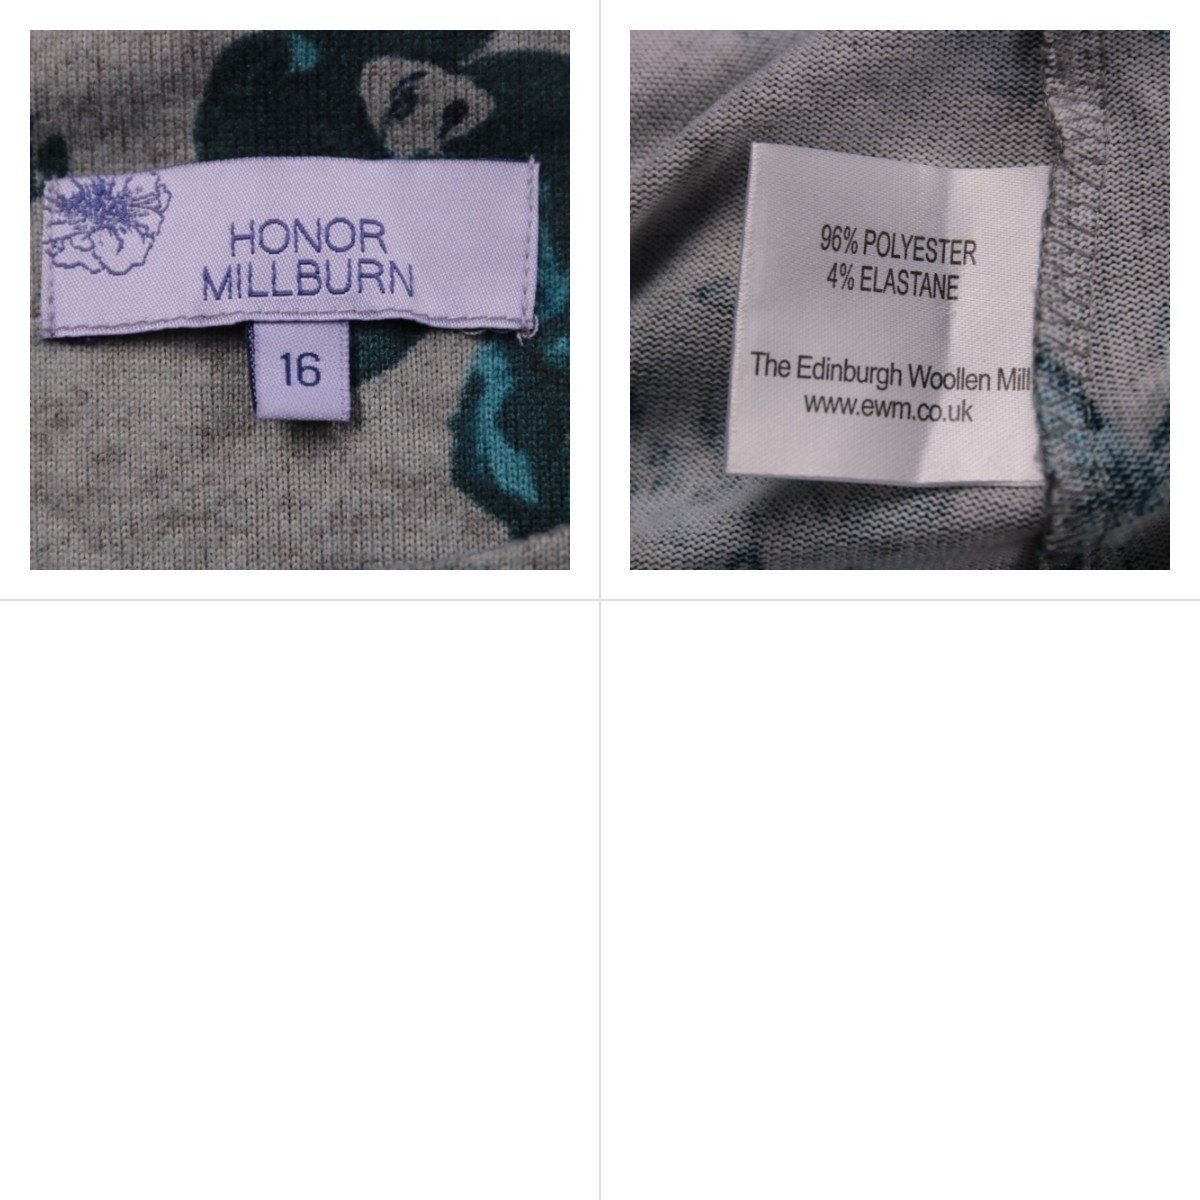 HONOR
MILLBURN
16
96% POLYESTER
4% ELASTANE
The Edinburgh Woollen Mill
www.ewm.co.uk